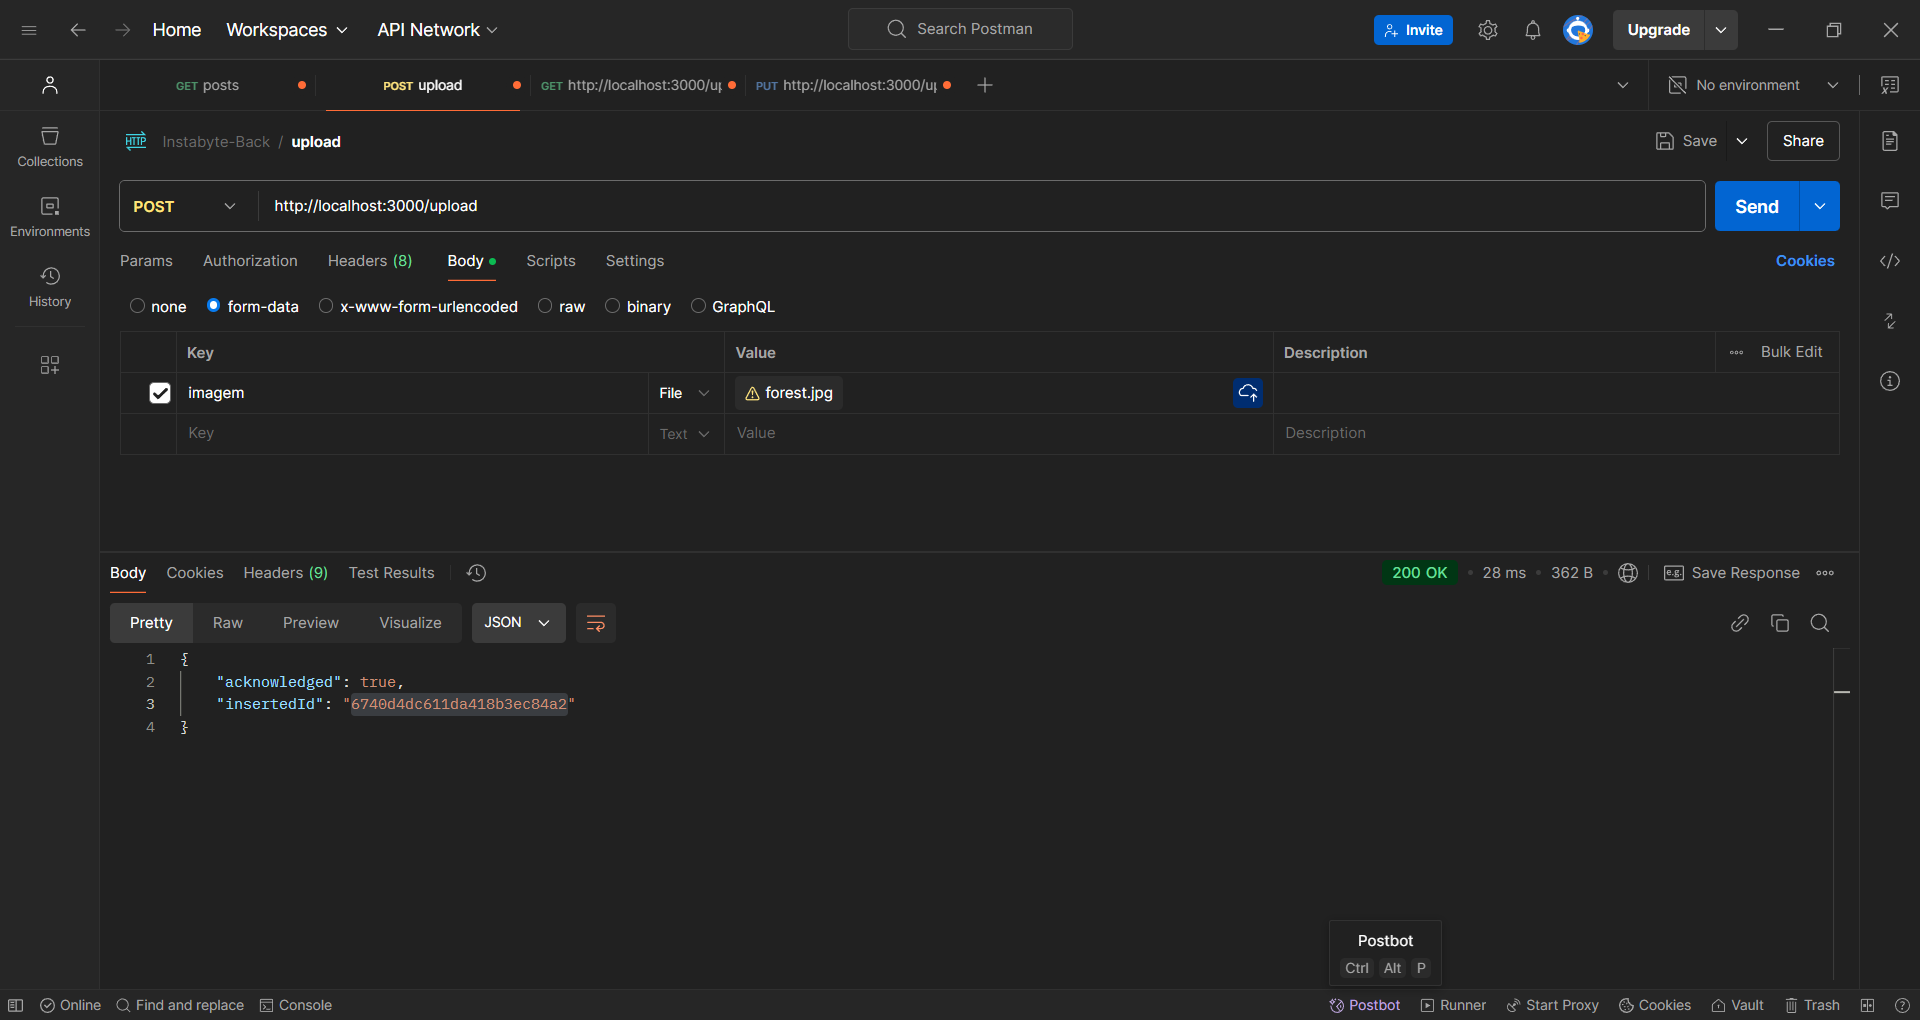 Home Workspaces API Network Search Postman Invite Upgrade
GET posts POST upload GET http://localhost:3000/up PUT http://localhost:3000/up No environment
HTTP Instabyte-Back / upload Save Share
Collections
Environments
History
POST http://localhost:3000/upload Send
Params Authorization Headers (8) Body Scripts Settings Cookies
none form-data x-www-form-urlencoded raw binary GraphQL
Key Value Description Bulk Edit
imagem File forest.jpg
Key Text Value Description
Body Cookies Headers (9) Test Results 200 OK 28 ms 362 B e.g. Save Response
Pretty Raw Preview Visualize JSON
1 {
2 "acknowledged": true,
3 "insertedId": "6740d4dc611da418b3ec84a2"
4 }
Postbot
Ctrl Alt P
Online Find and replace Console Postbot Runner Start Proxy Cookies Vault Trash